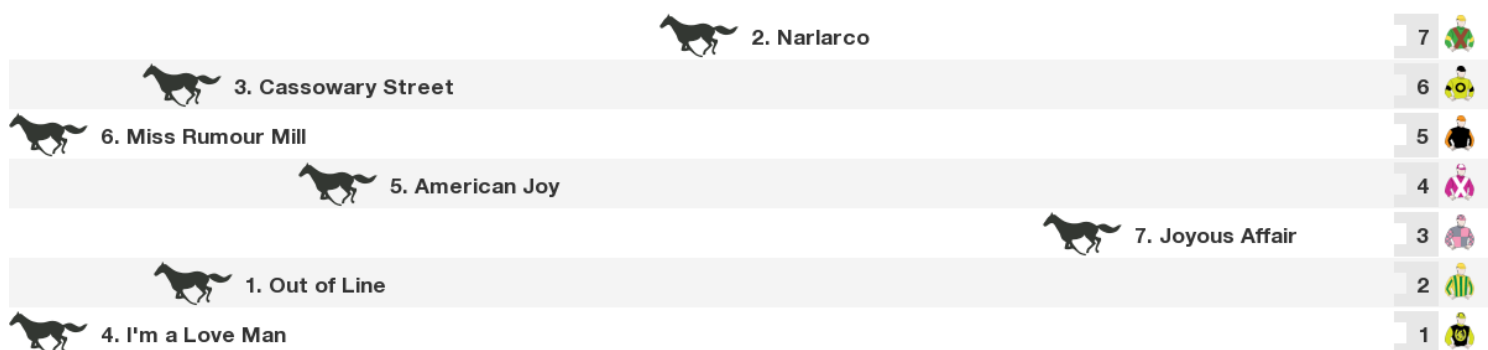 2. Narlarco 7
3. Cassowary Street 6
6. Miss Rumour Mill 5
5. American Joy 4
7. Joyous Affair 3
1. Out of Line 2
4. I'm a Love Man 1